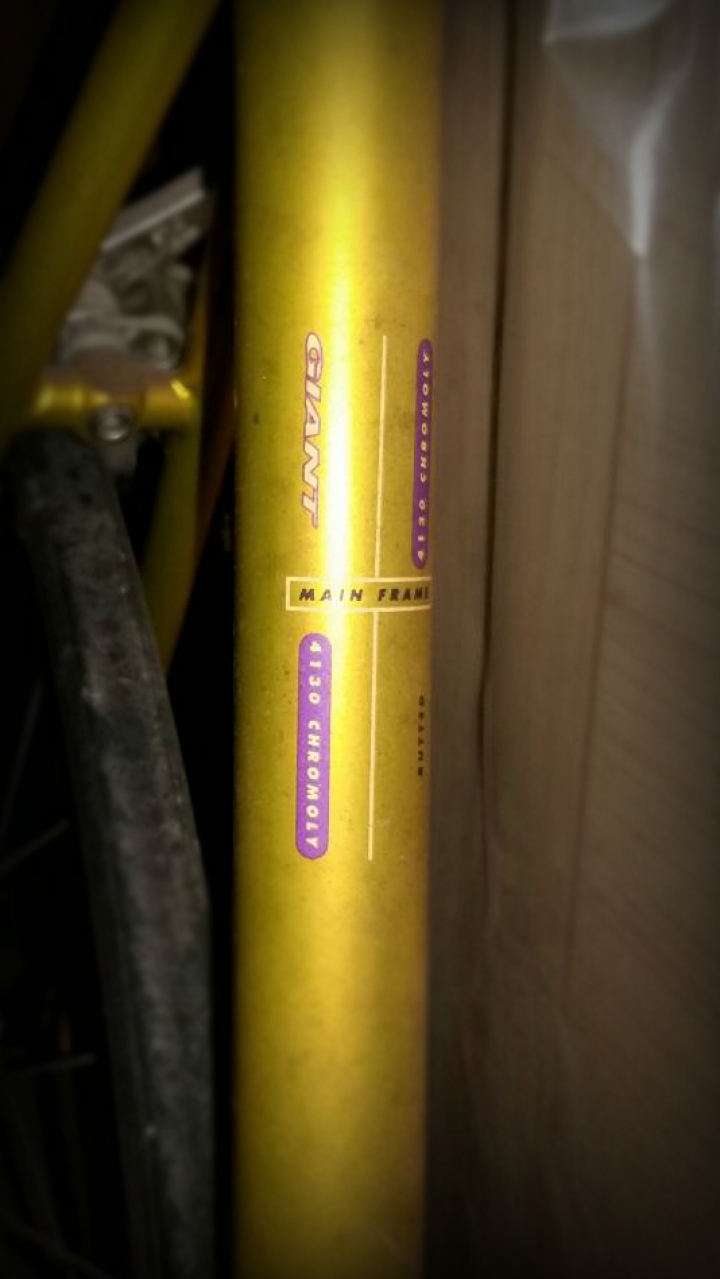 GIANT
4130 CHROMOLY
MAIN FRAME
4130 CHROMOLY